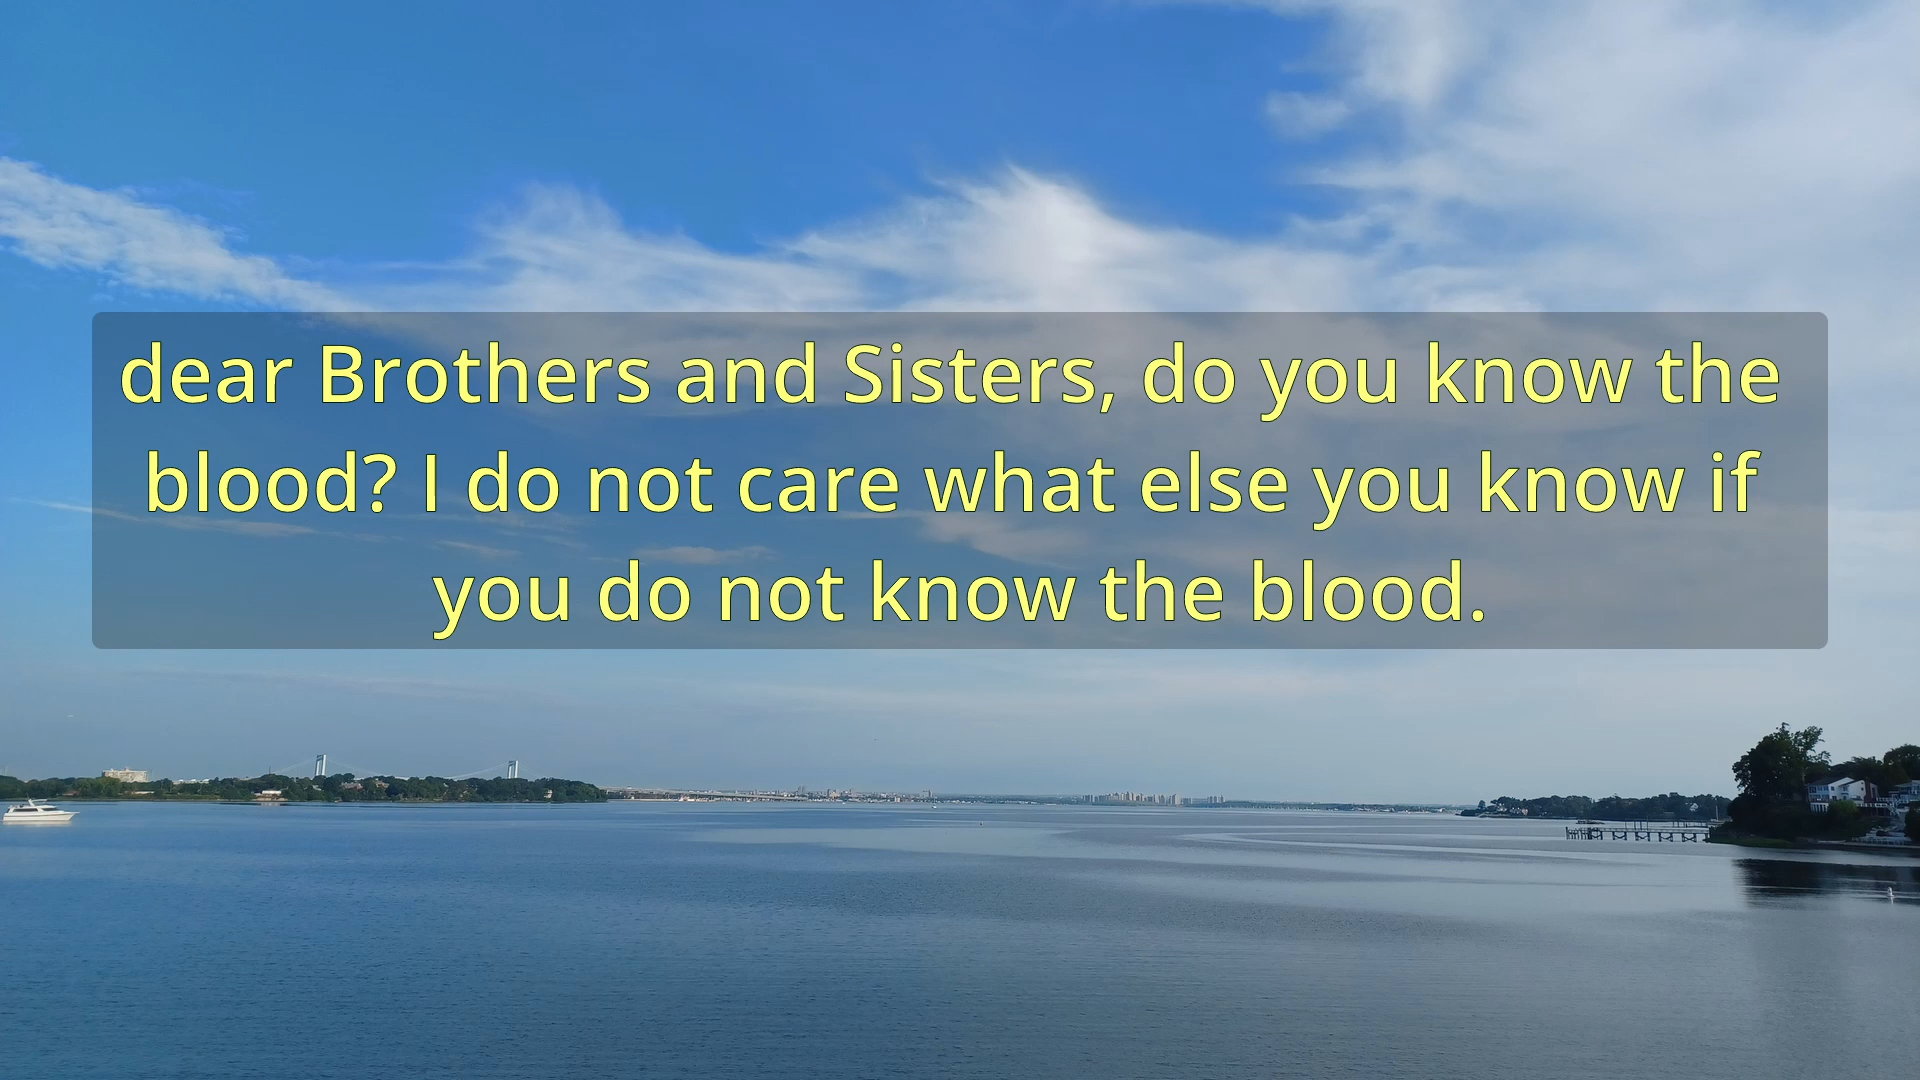 dear Brothers and Sisters, do you know the
blood? I do not care what else you know if
you do not know the blood.